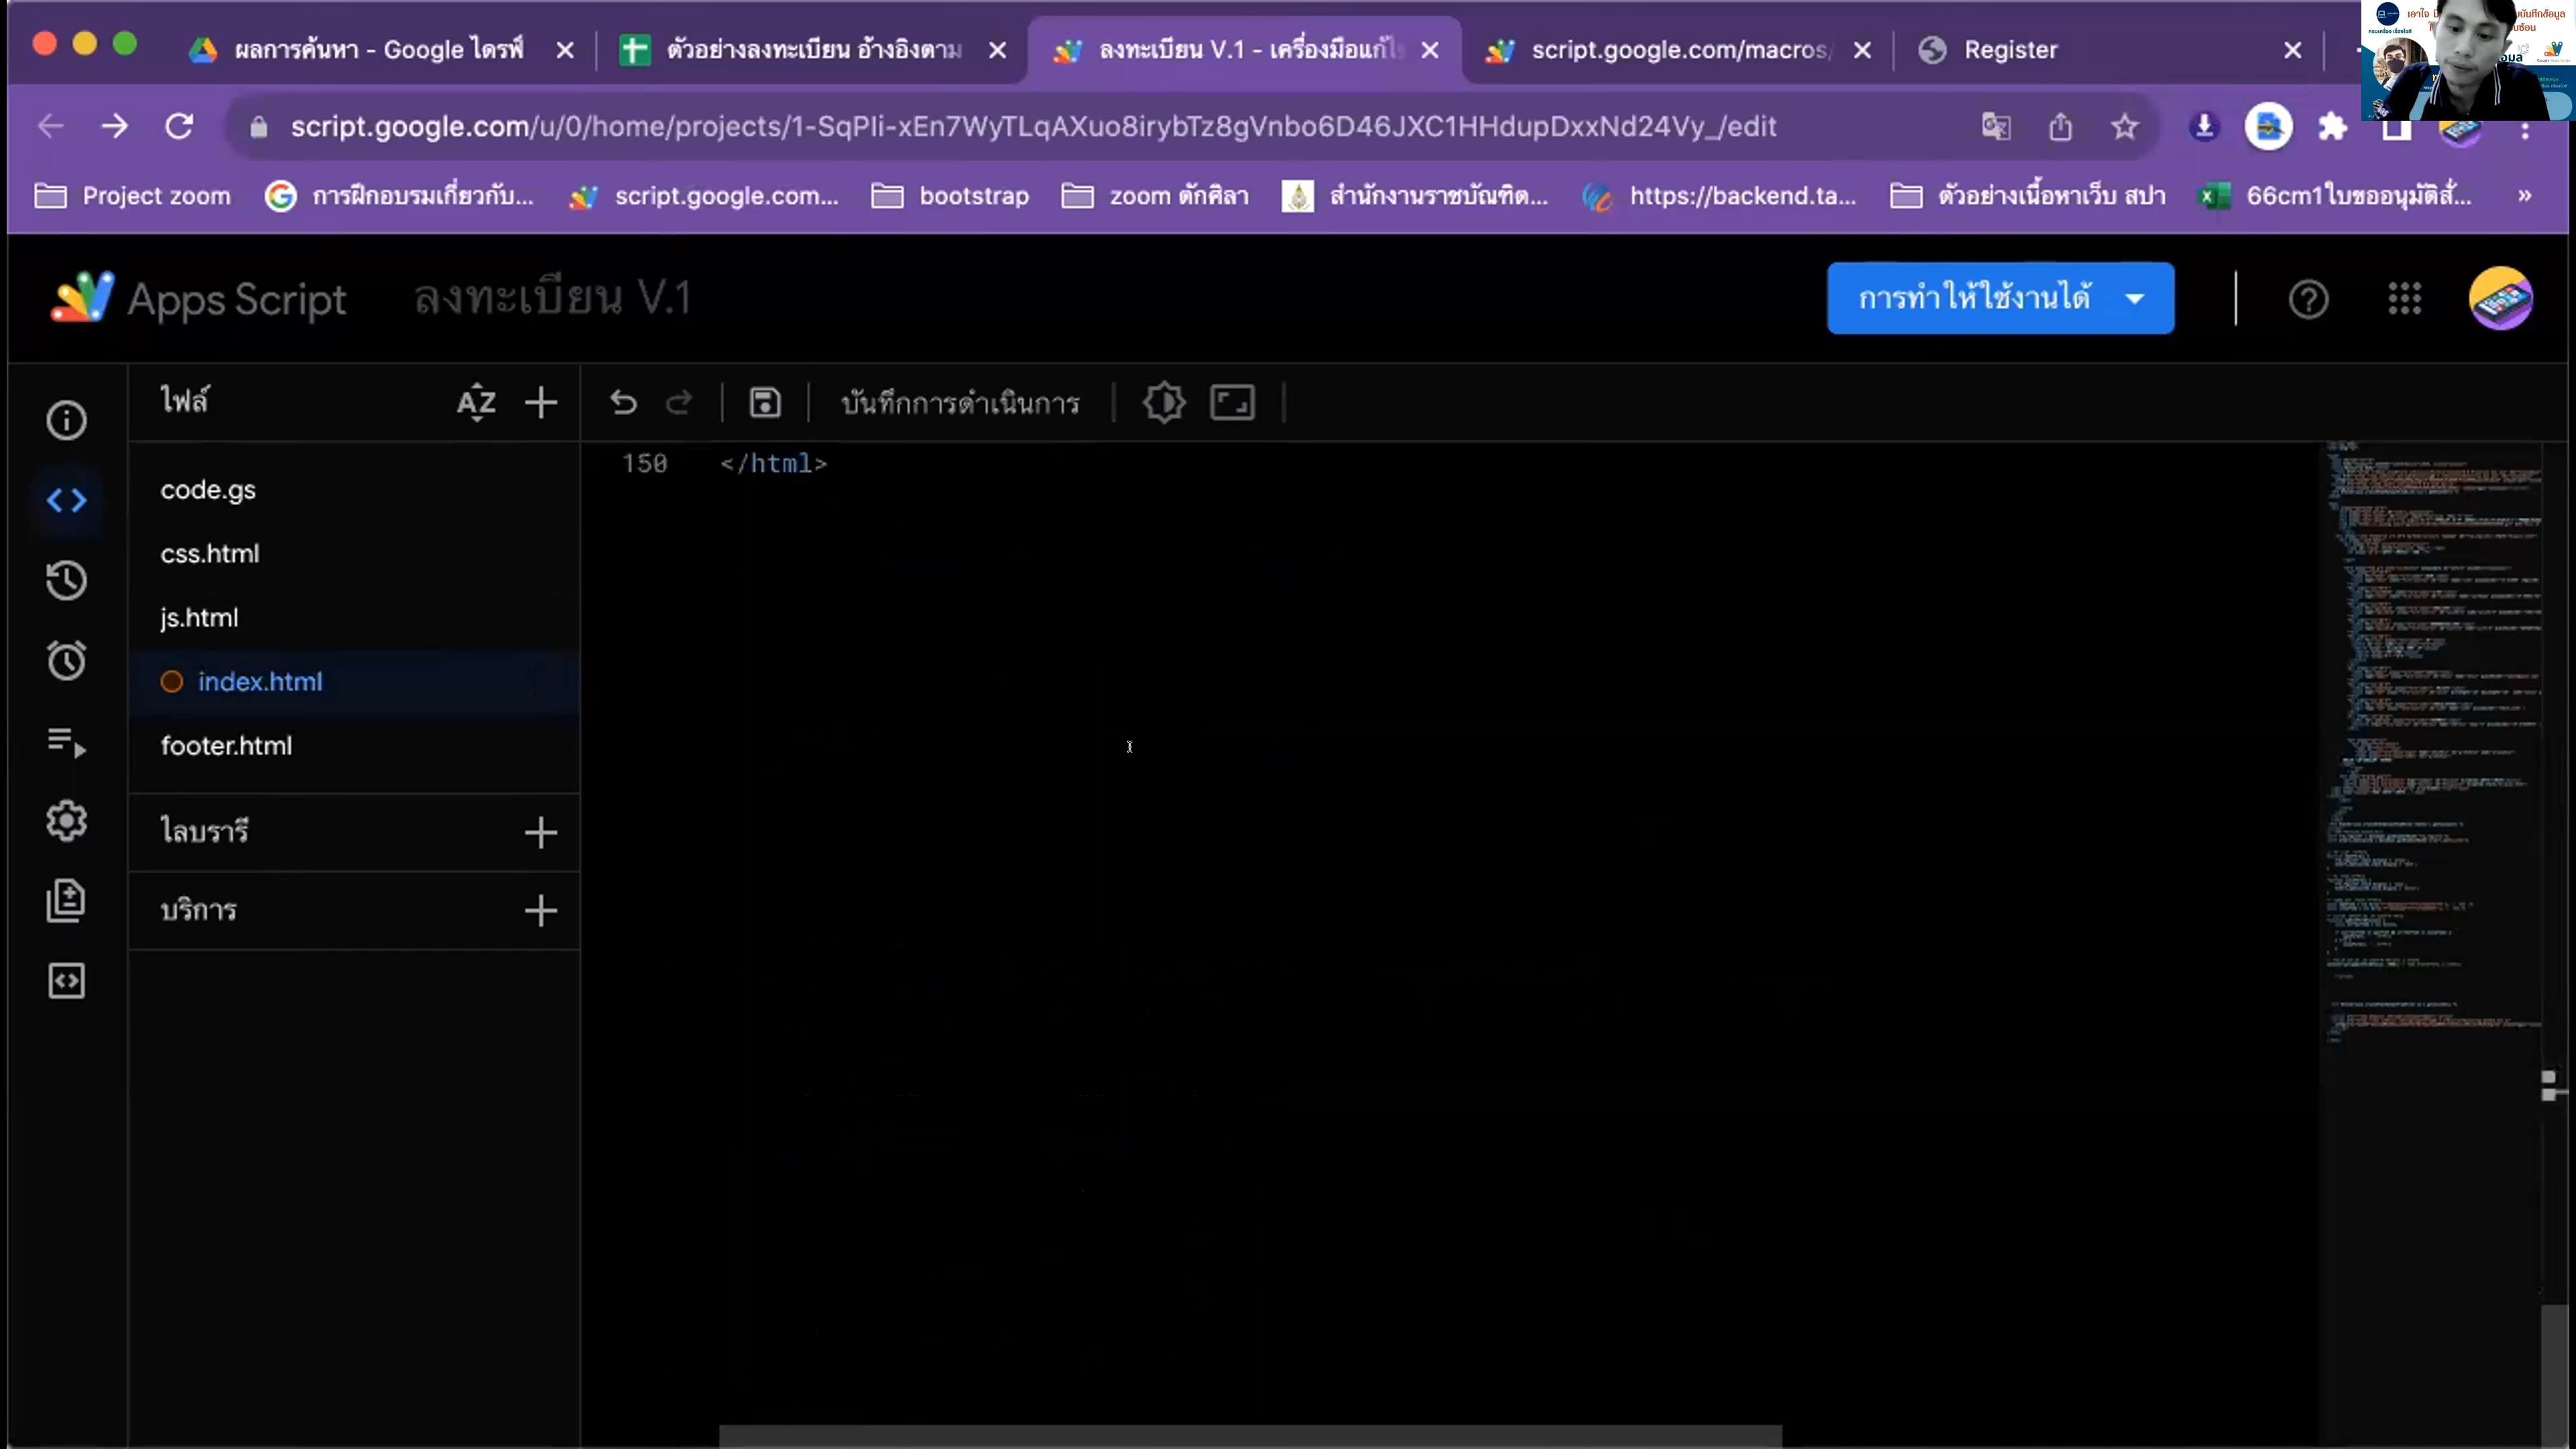 ผลการค้นหา - Google ไดรฟ์
ตัวอย่างลงทะเบียน อ้างอิงตาม
ลงทะเบียน V.1 - เครื่องมือแก้ไ
script.google.com/macros/
Register
script.google.com/u/0/home/projects/1-SqPIi-xEn7WyTLqAXuo8irybTz8gVnbo6D46JXC1HHdupDxxNd24Vy_/edit
Project zoom
การฝึกอบรมเกี่ยวกับ...
script.google.com...
bootstrap
zoom ตักศิลา
สำนักงานราชบัณฑิต...
https://backend.ta...
ตัวอย่างเนื้อหาเว็บ สปา
66cm1ใบขออนุมัติสั่...
»
Apps Script
ลงทะเบียน V.1
การทำให้ใช้งานได้
ไฟล์
AZ
บันทึกการดำเนินการ
code.gs
css.html
js.html
index.html
footer.html
ไลบรารี
บริการ
150 </html>